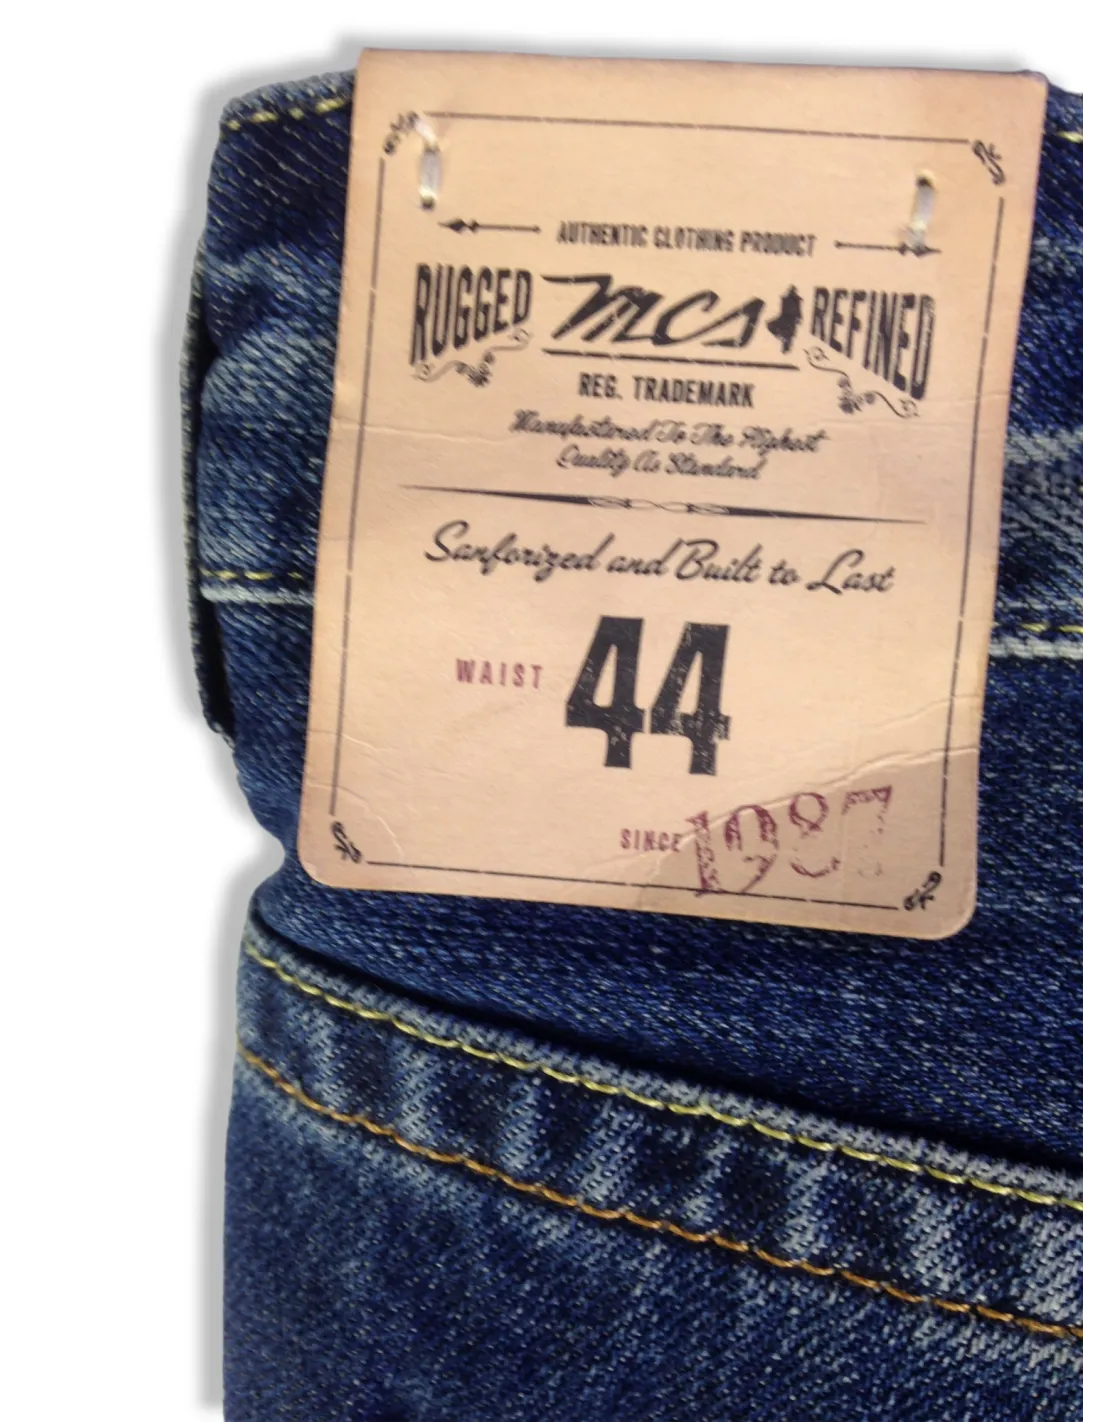 AUTHENTIC CLOTHING PRODUCT
RUGGED mcs REFINED
REG. TRADEMARK
Manufactured To The Highest
Quality As Standard
Sanforized and Built to Last
WAIST 44
SINCE 1987